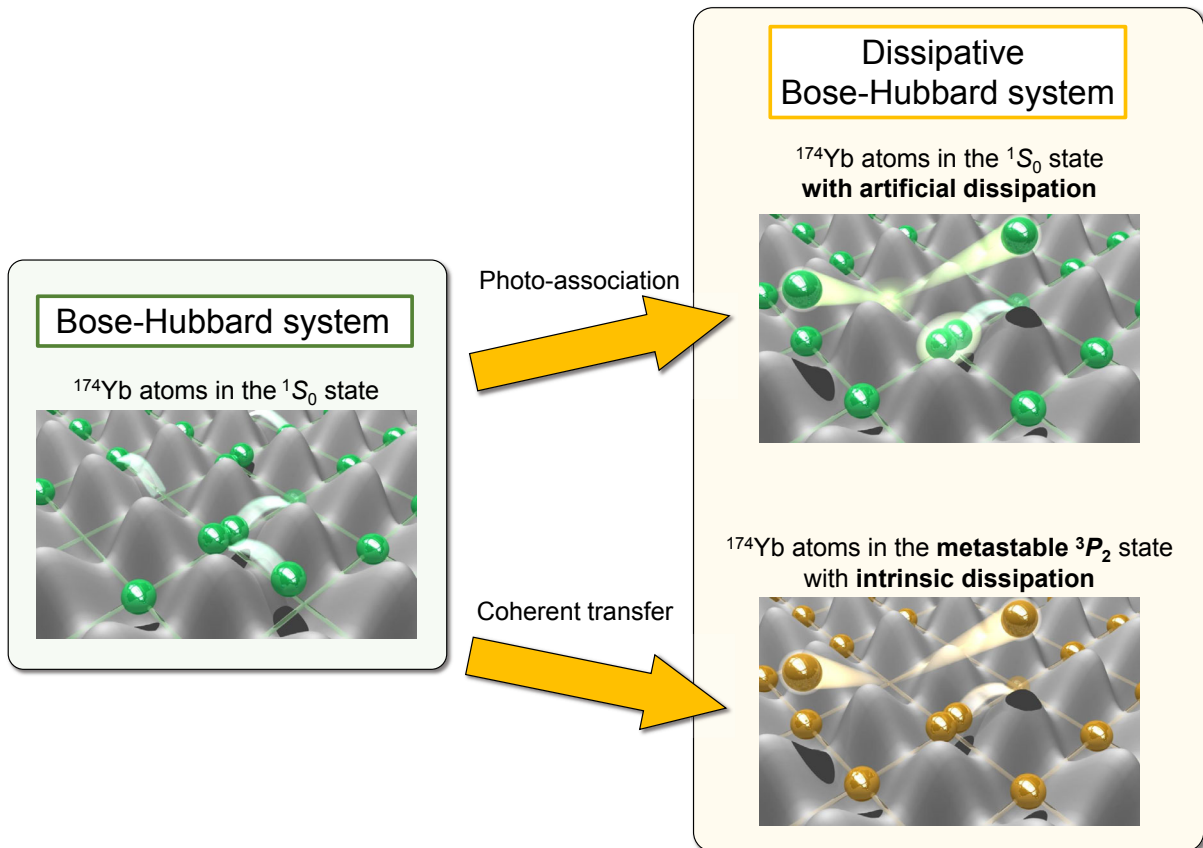 Dissipative
Bose-Hubbard system
¹⁷⁴Yb atoms in the ¹S₀ state
with artificial dissipation
Photo-association
Bose-Hubbard system
¹⁷⁴Yb atoms in the ¹S₀ state
Coherent transfer
¹⁷⁴Yb atoms in the metastable ³P₂ state
with intrinsic dissipation